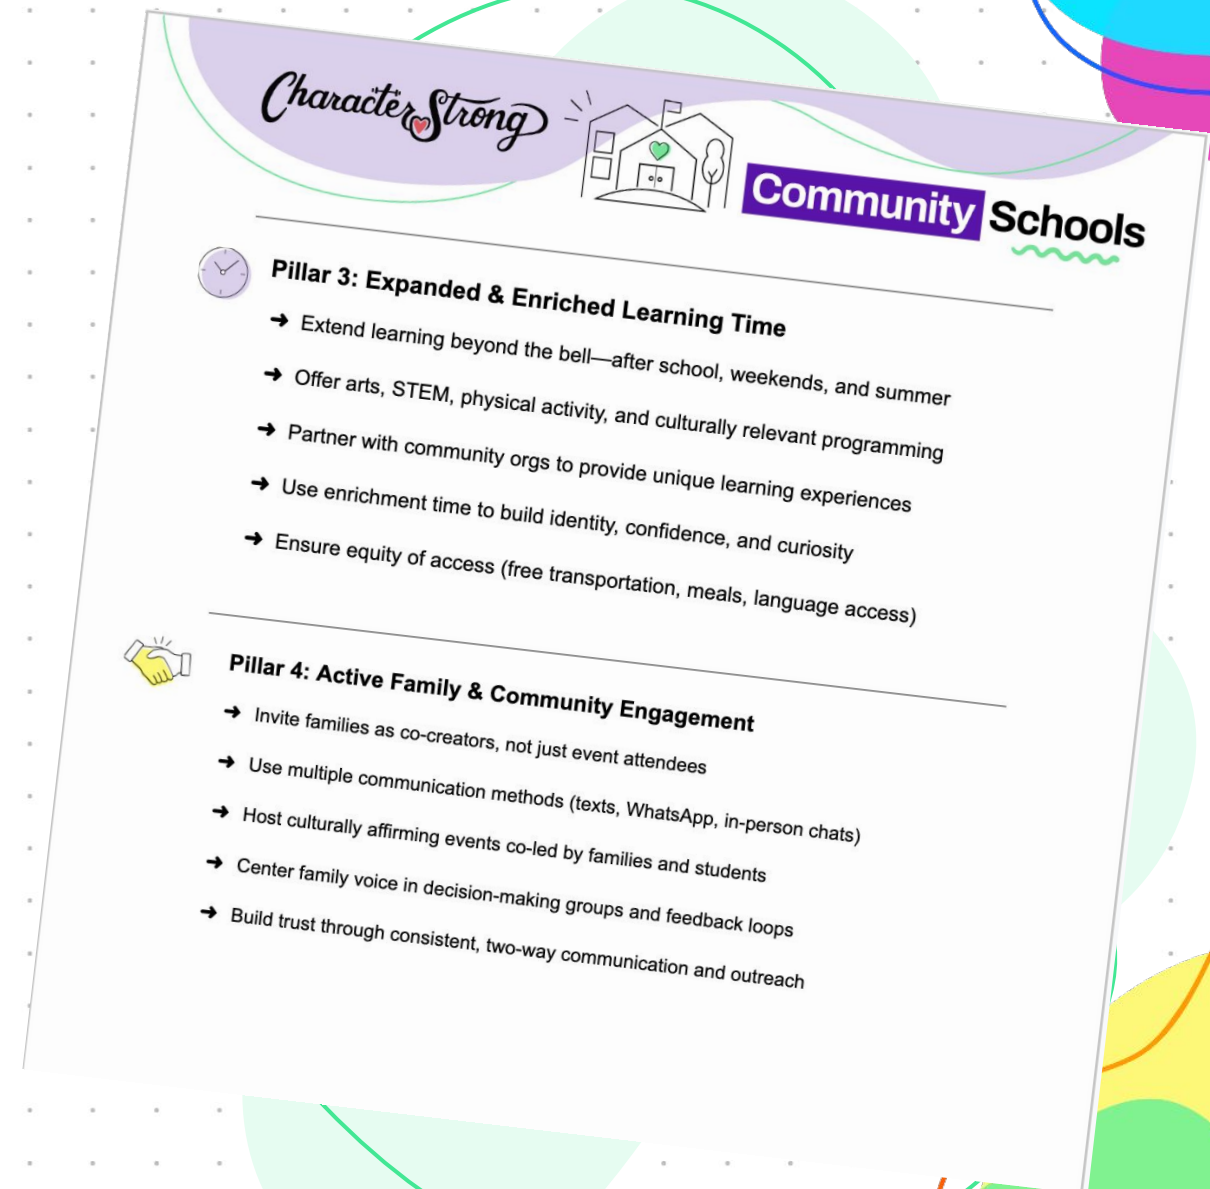 CharacterStrong
Community Schools
Pillar 3: Expanded & Enriched Learning Time
➜ Extend learning beyond the bell—after school, weekends, and summer
➜ Offer arts, STEM, physical activity, and culturally relevant programming
➜ Partner with community orgs to provide unique learning experiences
➜ Use enrichment time to build identity, confidence, and curiosity
➜ Ensure equity of access (free transportation, meals, language access)
Pillar 4: Active Family & Community Engagement
➜ Invite families as co-creators, not just event attendees
➜ Use multiple communication methods (texts, WhatsApp, in-person chats)
➜ Host culturally affirming events co-led by families and students
➜ Center family voice in decision-making groups and feedback loops
➜ Build trust through consistent, two-way communication and outreach